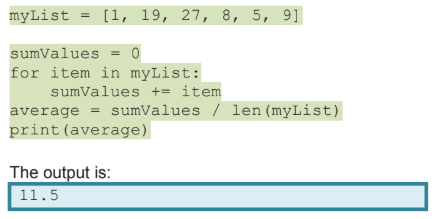 myList = [1, 19, 27, 8, 5, 9]
sumValues = 0
for item in myList:
    sumValues += item
average = sumValues / len(myList)
print(average)
The output is:
11.5